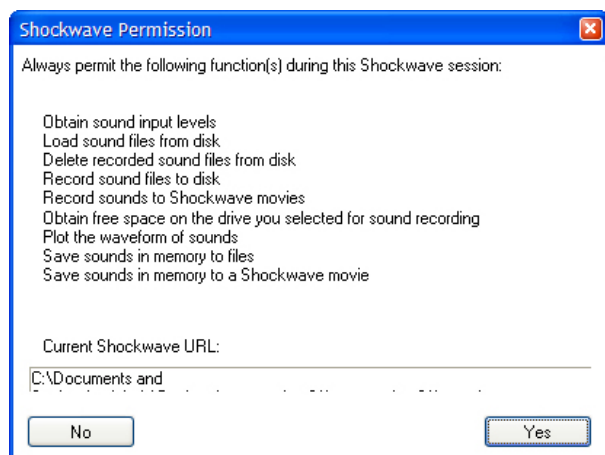 Shockwave Permission
Always permit the following function(s) during this Shockwave session:
Obtain sound input levels
Load sound files from disk
Delete recorded sound files from disk
Record sound files to disk
Record sounds to Shockwave movies
Obtain free space on the drive you selected for sound recording
Plot the waveform of sounds
Save sounds in memory to files
Save sounds in memory to a Shockwave movie
Current Shockwave URL:
C:\Documents and
No
Yes